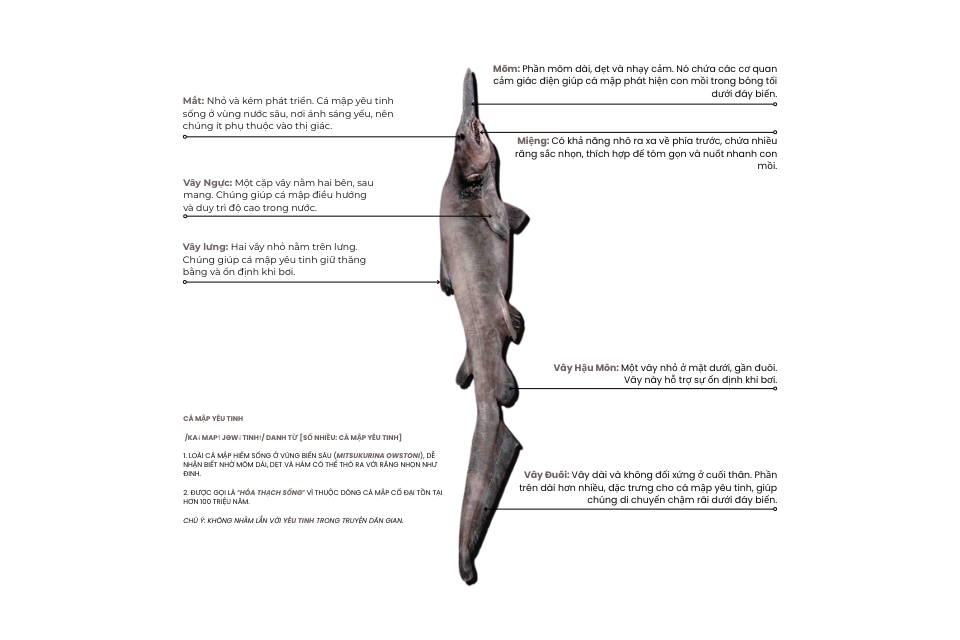 Mõm: Phần mõm dài, dẹt và nhạy cảm. Nó chứa các cơ quan
cảm giác điện giúp cá mập phát hiện con mồi trong bóng tối
dưới đáy biển.
Mắt: Nhỏ và kém phát triển. Cá mập yêu tinh
sống ở vùng nước sâu, nơi ánh sáng yếu, nên
chúng ít phụ thuộc vào thị giác.
Miệng: Có khả năng nhô ra xa về phía trước, chứa nhiều
răng sắc nhọn, thích hợp để tóm gọn và nuốt nhanh con
mồi.
Vây Ngực: Một cặp vây nằm hai bên, sau
mang. Chúng giúp cá mập điều hướng
và duy trì độ cao trong nước.
Vây lưng: Hai vây nhỏ nằm trên lưng.
Chúng giúp cá mập yêu tinh giữ thăng
bằng và ổn định khi bơi.
Vây Hậu Môn: Một vây nhỏ ở mặt dưới, gần đuôi.
Vây này hỗ trợ sự ổn định khi bơi.
CÁ MẬP YÊU TINH
/KA˧˥ MAP˧˨ JƏW˧ TINH˧/ DANH TỪ [SỐ NHIỀU: CÁ MẬP YÊU TINH]
1. LOÀI CÁ MẬP HIẾM SỐNG Ở VÙNG BIỂN SÂU (MITSUKURINA OWSTONI), DỄ
NHẬN BIẾT NHỜ MÕM DÀI, DẸT VÀ HÀM CÓ THỂ THÒ RA VỚI RĂNG NHỌN NHƯ
ĐINH.
2. ĐƯỢC GỌI LÀ "HÓA THẠCH SỐNG" VÌ THUỘC DÒNG CÁ MẬP CỔ ĐẠI TỒN TẠI
HƠN 100 TRIỆU NĂM.
CHÚ Ý: KHÔNG NHẦM LẪN VỚI YÊU TINH TRONG TRUYỆN DÂN GIAN.
Vây Đuôi: Vây dài và không đối xứng ở cuối thân. Phần
trên dài hơn nhiều, đặc trưng cho cá mập yêu tinh, giúp
chúng di chuyển chậm rãi dưới đáy biển.